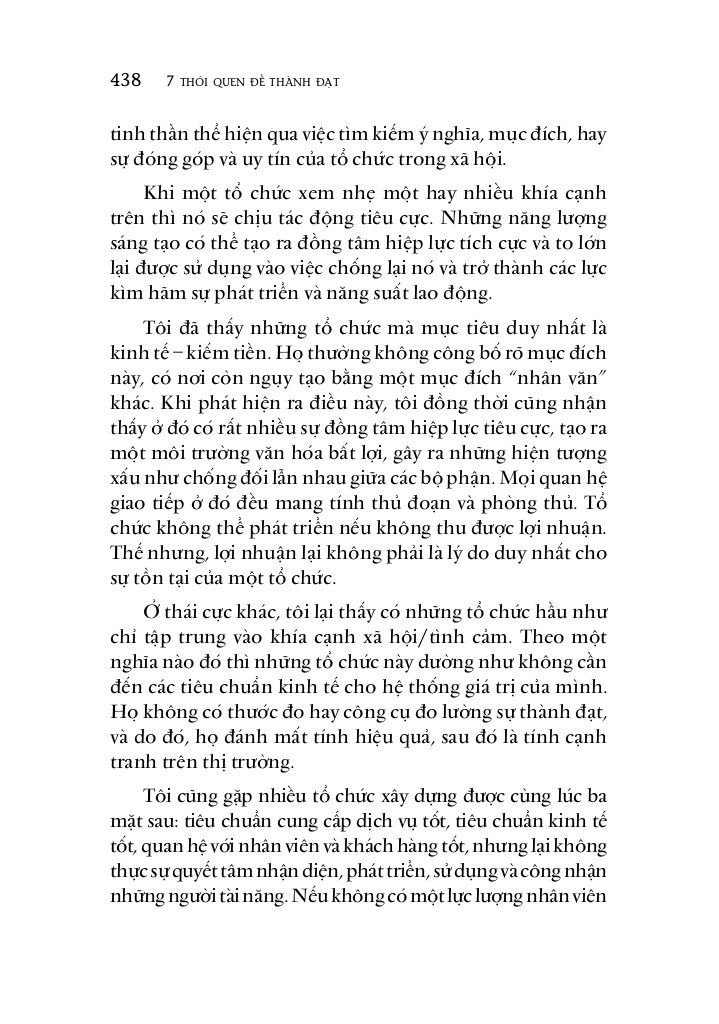 438 7 THÓI QUEN ĐỂ THÀNH ĐẠT
tinh thần thể hiện qua việc tìm kiếm ý nghĩa, mục đích, hay
sự đóng góp và uy tín của tổ chức trong xã hội.
Khi một tổ chức xem nhẹ một hay nhiều khía cạnh
trên thì nó sẽ chịu tác động tiêu cực. Những năng lượng
sáng tạo có thể tạo ra đồng tâm hiệp lực tích cực và to lớn
lại được sử dụng vào việc chống lại nó và trở thành các lực
kìm hãm sự phát triển và năng suất lao động.
Tôi đã thấy những tổ chức mà mục tiêu duy nhất là
kinh tế – kiếm tiền. Họ thường không công bố rõ mục đích
này, có nơi còn ngụy tạo bằng một mục đích “nhân văn”
khác. Khi phát hiện ra điều này, tôi đồng thời cũng nhận
thấy ở đó có rất nhiều sự đồng tâm hiệp lực tiêu cực, tạo ra
một môi trường văn hóa bất lợi, gây ra những hiện tượng
xấu như chống đối lẫn nhau giữa các bộ phận. Mọi quan hệ
giao tiếp ở đó đều mang tính thủ đoạn và phòng thủ. Tổ
chức không thể phát triển nếu không thu được lợi nhuận.
Thế nhưng, lợi nhuận lại không phải là lý do duy nhất cho
sự tồn tại của một tổ chức.
Ở thái cực khác, tôi lại thấy có những tổ chức hầu như
chỉ tập trung vào khía cạnh xã hội/tình cảm. Theo một
nghĩa nào đó thì những tổ chức này dường như không cần
đến các tiêu chuẩn kinh tế cho hệ thống giá trị của mình.
Họ không có thước đo hay công cụ đo lường sự thành đạt,
và do đó, họ đánh mất tính hiệu quả, sau đó là tính cạnh
tranh trên thị trường.
Tôi cũng gặp nhiều tổ chức xây dựng được cùng lúc ba
mặt sau: tiêu chuẩn cung cấp dịch vụ tốt, tiêu chuẩn kinh tế
tốt, quan hệ với nhân viên và khách hàng tốt, nhưng lại không
thực sự quyết tâm nhận diện, phát triển, sử dụng và công nhận
những người tài năng. Nếu không có một lực lượng nhân viên